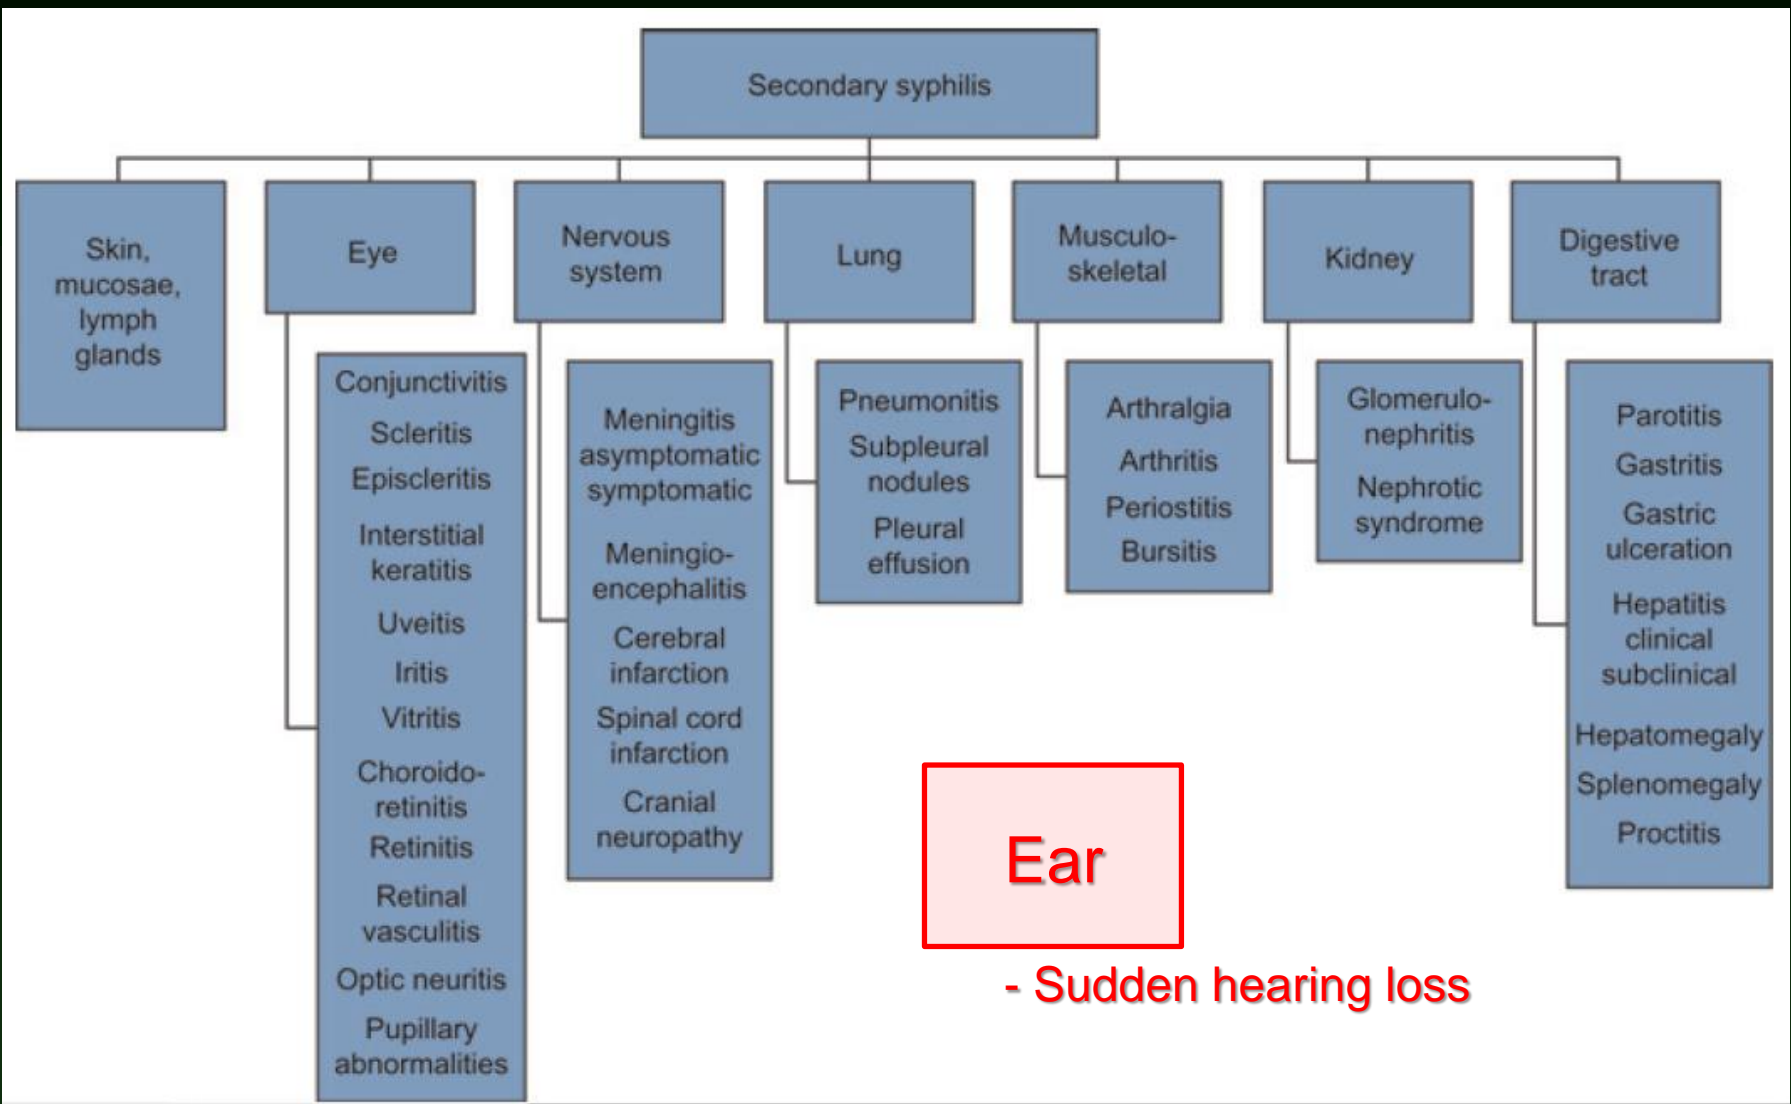 Secondary syphilis
Skin,
mucosae,
lymph
glands
Eye
Conjunctivitis
Scleritis
Episcleritis
Interstitial
keratitis
Uveitis
Iritis
Vitritis
Choroido-
retinitis
Retinitis
Retinal
vasculitis
Optic neuritis
Pupillary
abnormalities
Nervous
system
Meningitis
asymptomatic
symptomatic
Meningio-
encephalitis
Cerebral
infarction
Spinal cord
infarction
Cranial
neuropathy
Lung
Pneumonitis
Subpleural
nodules
Pleural
effusion
Musculo-
skeletal
Arthralgia
Arthritis
Periostitis
Bursitis
Kidney
Glomerulo-
nephritis
Nephrotic
syndrome
Digestive
tract
Parotitis
Gastritis
Gastric
ulceration
Hepatitis
clinical
subclinical
Hepatomegaly
Splenomegaly
Proctitis
Ear
- Sudden hearing loss